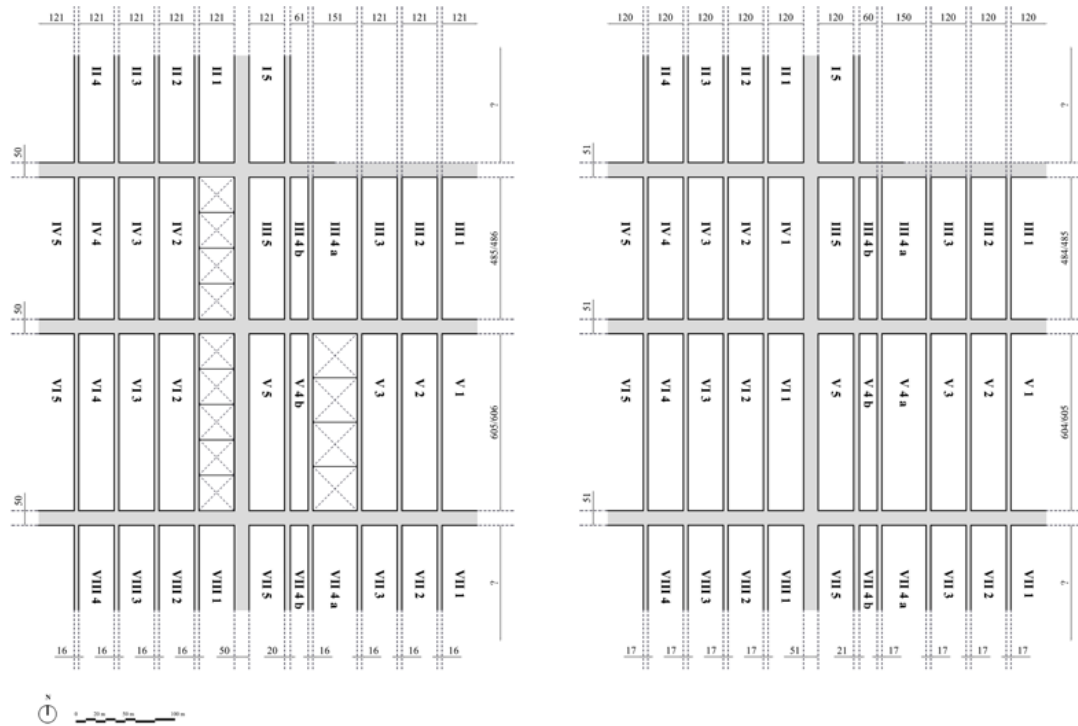 121 121 121 121 121 61 151 121 121 121
II 4 II 3 II 2 II 1 I 5
?
50
IV 5 IV 4 IV 3 IV 2 III 5 III 4 b III 4 a III 3 III 2 III 1
485/486
50
VI 5 VI 4 VI 3 VI 2 V 5 V 4 b V 3 V 2 V 1
605/606
50
VIII 4 VIII 3 VIII 2 VIII 1 VII 5 VII 4 b VII 4 a VII 3 VII 2 VII 1
?
16 16 16 16 50 20 16 16 16 16
120 120 120 120 120 60 150 120 120 120
II 4 II 3 II 2 II 1 I 5
?
51
IV 5 IV 4 IV 3 IV 2 IV 1 III 5 III 4 b III 4 a III 3 III 2 III 1
484/485
51
VI 5 VI 4 VI 3 VI 2 VI 1 V 5 V 4 b V 4 a V 3 V 2 V 1
604/605
51
VIII 4 VIII 3 VIII 2 VIII 1 VII 5 VII 4 b VII 4 a VII 3 VII 2 VII 1
?
17 17 17 17 51 21 17 17 17 17
N
0 20 m 50 m 100 m